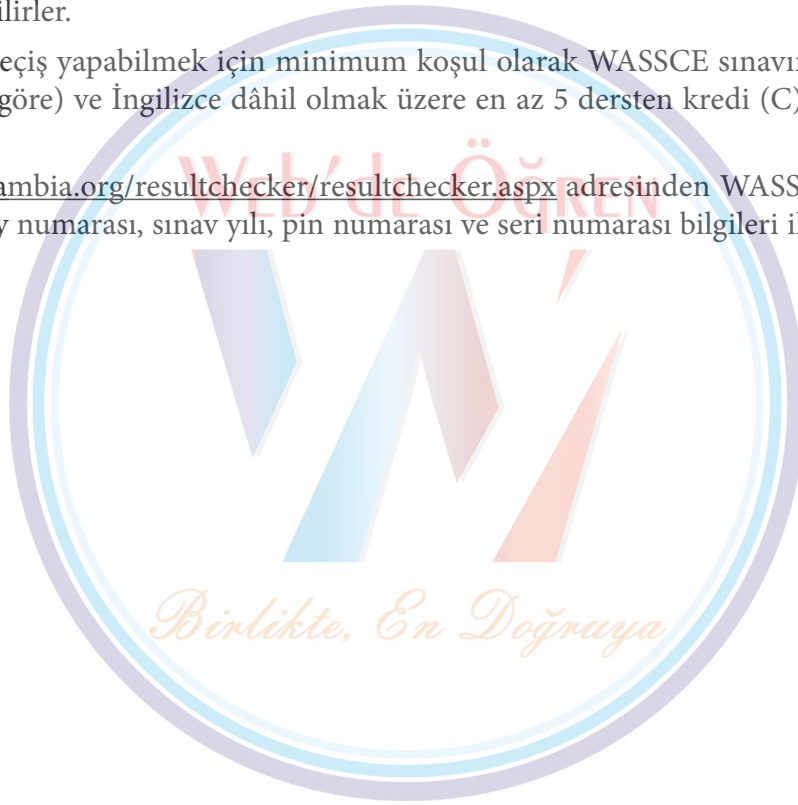 ilirler.
eçiş yapabilmek için minimum koşul olarak WASSCE sınavın
göre) ve İngilizce dâhil olmak üzere en az 5 dersten kredi (C)
ambia.org/resultchecker/resultchecker.aspx adresinden WASS
y numarası, sınav yılı, pin numarası ve seri numarası bilgileri il
Web'de Öğren
Birlikte, En Doğruya